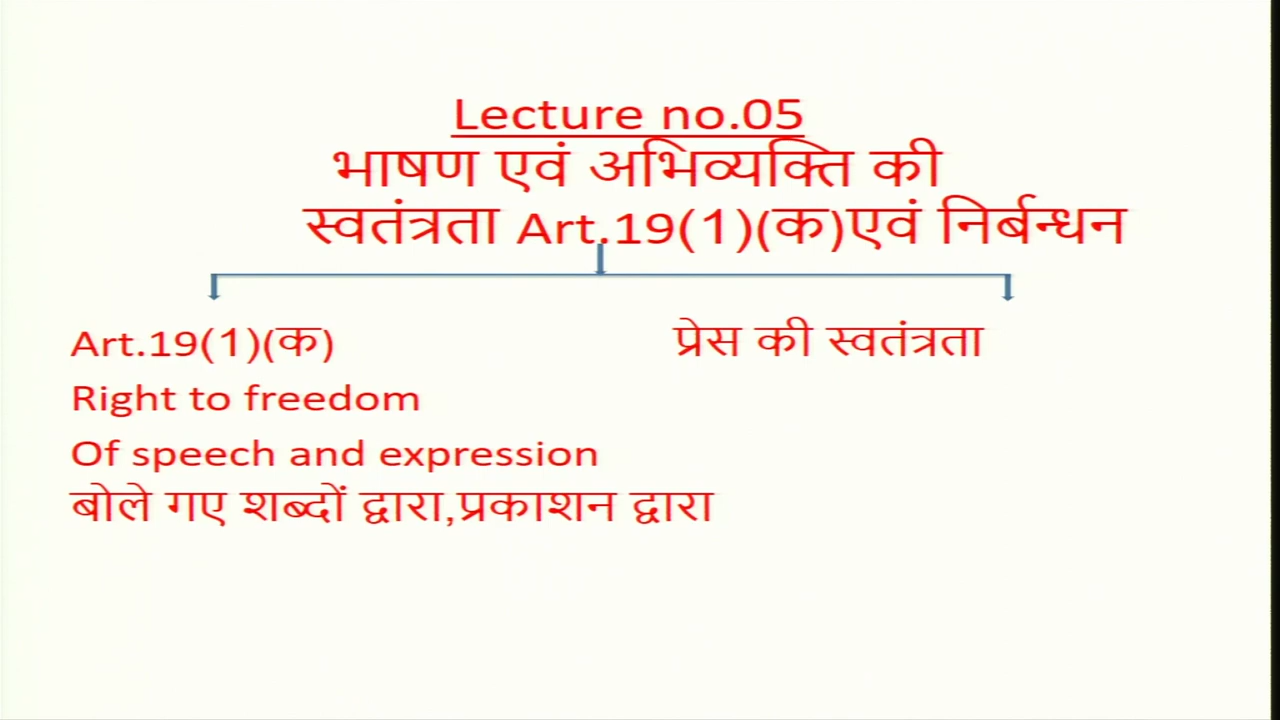 Lecture no.05
भाषण एवं अभिव्यक्ति की
स्वतंत्रता Art.19(1)(क)एवं निर्बन्धन
Art.19(1)(क)
Right to freedom
Of speech and expression
बोले गए शब्दों द्वारा,प्रकाशन द्वारा
प्रेस की स्वतंत्रता